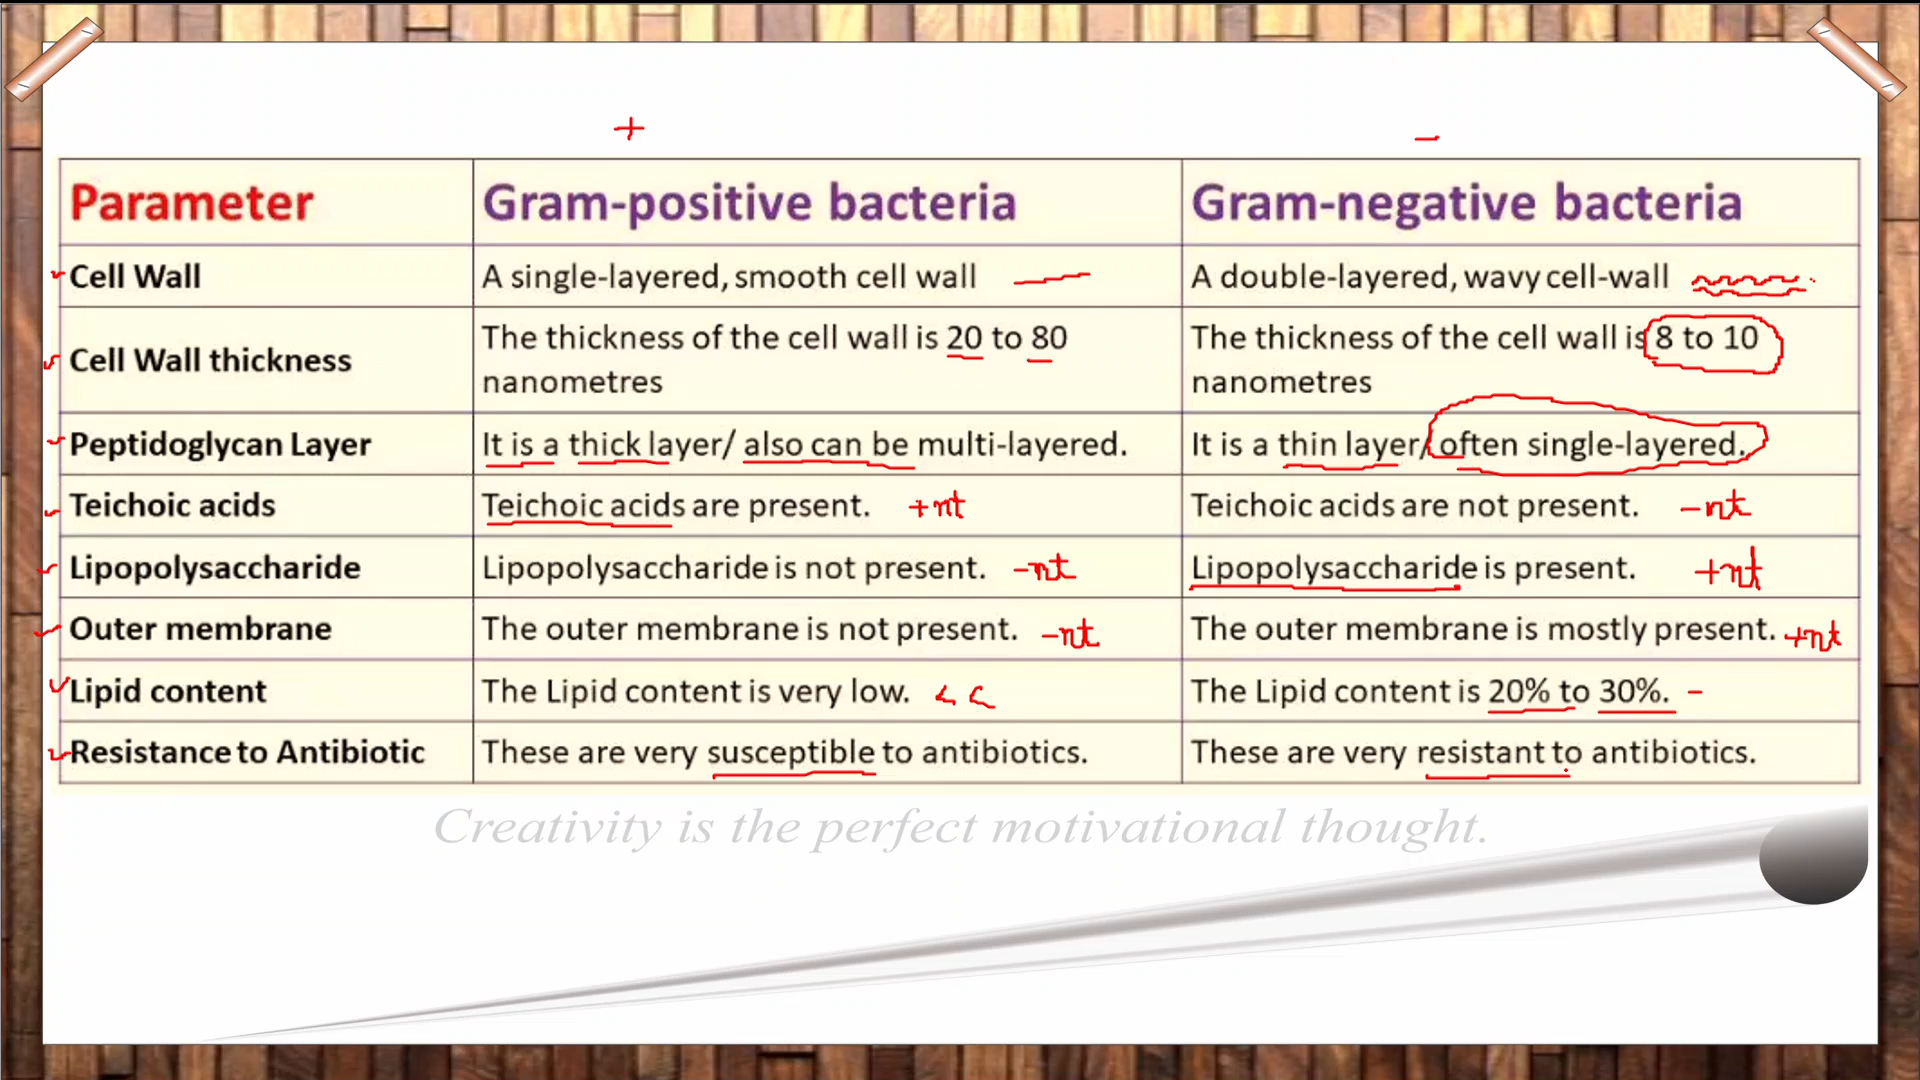 + −
Parameter Gram-positive bacteria Gram-negative bacteria
Cell Wall A single-layered, smooth cell wall A double-layered, wavy cell-wall
Cell Wall thickness The thickness of the cell wall is 20 to 80 The thickness of the cell wall is 8 to 10
nanometres nanometres
Peptidoglycan Layer It is a thick layer/ also can be multi-layered. It is a thin layer/ often single-layered.
Teichoic acids Teichoic acids are present. +nt Teichoic acids are not present. −nt
Lipopolysaccharide Lipopolysaccharide is not present. −nt Lipopolysaccharide is present. +nt
Outer membrane The outer membrane is not present. −nt The outer membrane is mostly present. +nt
Lipid content The Lipid content is very low. < < The Lipid content is 20% to 30%. −
Resistance to Antibiotic These are very susceptible to antibiotics. These are very resistant to antibiotics.
Creativity is the perfect motivational thought.